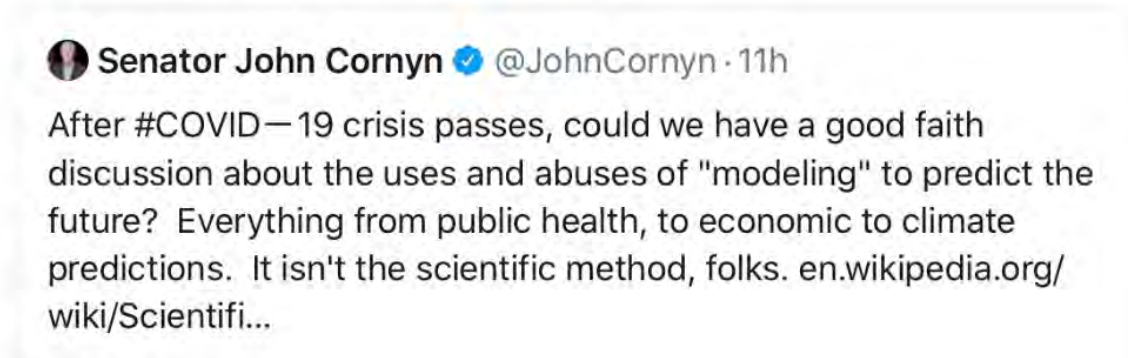 Senator John Cornyn @JohnCornyn · 11h
After #COVID—19 crisis passes, could we have a good faith
discussion about the uses and abuses of "modeling" to predict the
future?  Everything from public health, to economic to climate
predictions.  It isn't the scientific method, folks. en.wikipedia.org/
wiki/Scientifi...